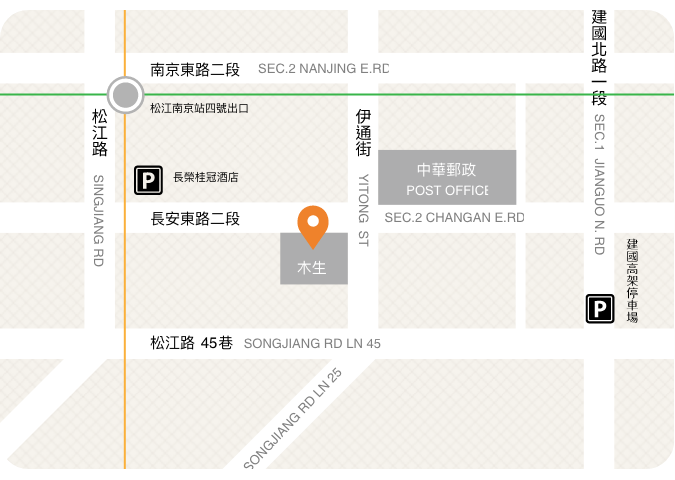 南京東路二段 SEC.2 NANJING E.RD
建國北路一段
SEC.1 JIANGUO N. RD
松江南京站四號出口
松江路
SINGJIANG RD
伊通街
YITONG ST
中華郵政
POST OFFICE
P
長榮桂冠酒店
長安東路二段
SEC.2 CHANGAN E.RD
木生
建國高架停車場
P
松江路 45巷 SONGJIANG RD LN 45
SONGJIANG RD LN 25